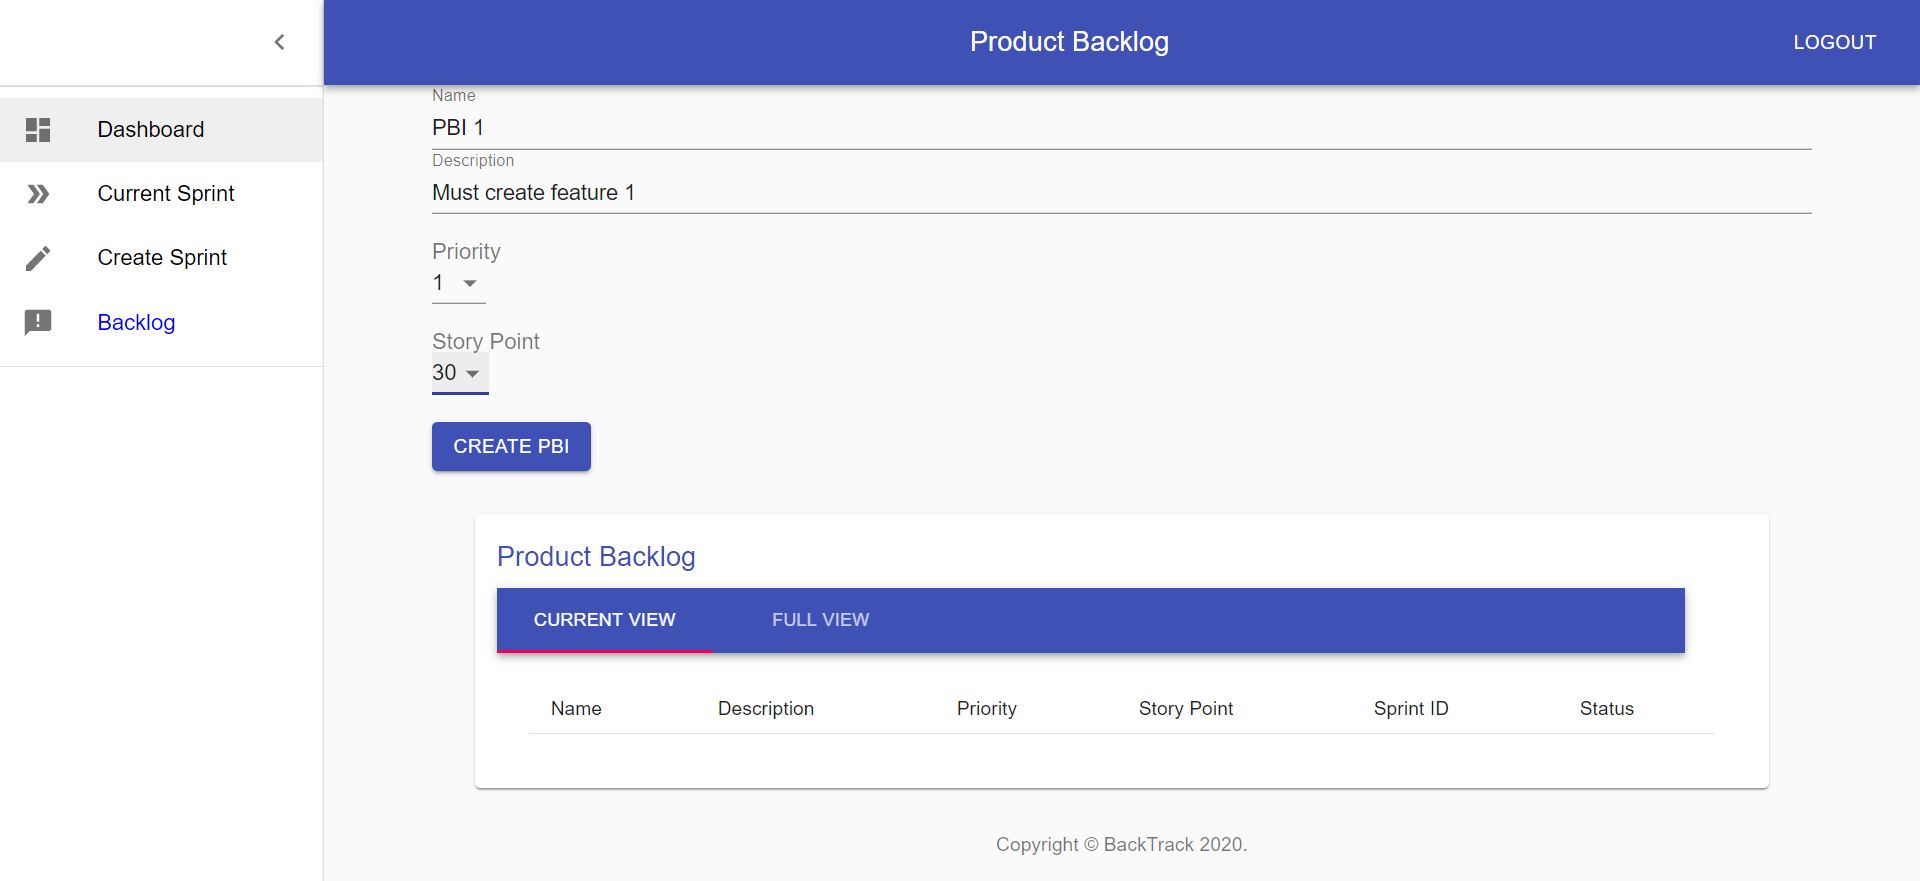 Product Backlog
LOGOUT
Dashboard
Current Sprint
Create Sprint
Backlog
Name
PBI 1
Description
Must create feature 1
Priority
1
Story Point
30
CREATE PBI
Product Backlog
CURRENT VIEW FULL VIEW
Name Description Priority Story Point Sprint ID Status
Copyright © BackTrack 2020.